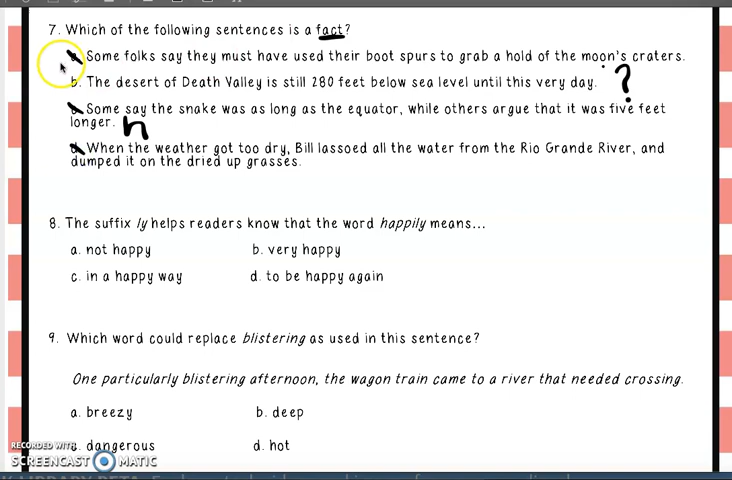 7. Which of the following sentences is a fact?
Some folks say they must have used their boot spurs to grab a hold of the moon's craters.
b. The desert of Death Valley is still 280 feet below sea level until this very day. ?
Some say the snake was as long as the equator, while others argue that it was five feet
longer. h
When the weather got too dry, Bill lassoed all the water from the Rio Grande River, and
dumped it on the dried up grasses.
8. The suffix ly helps readers know that the word happily means...
a. not happy b. very happy
c. in a happy way d. to be happy again
9. Which word could replace blistering as used in this sentence?
One particularly blistering afternoon, the wagon train came to a river that needed crossing.
a. breezy b. deep
dangerous d. hot
RECORDED WITH
SCREENCAST MATIC